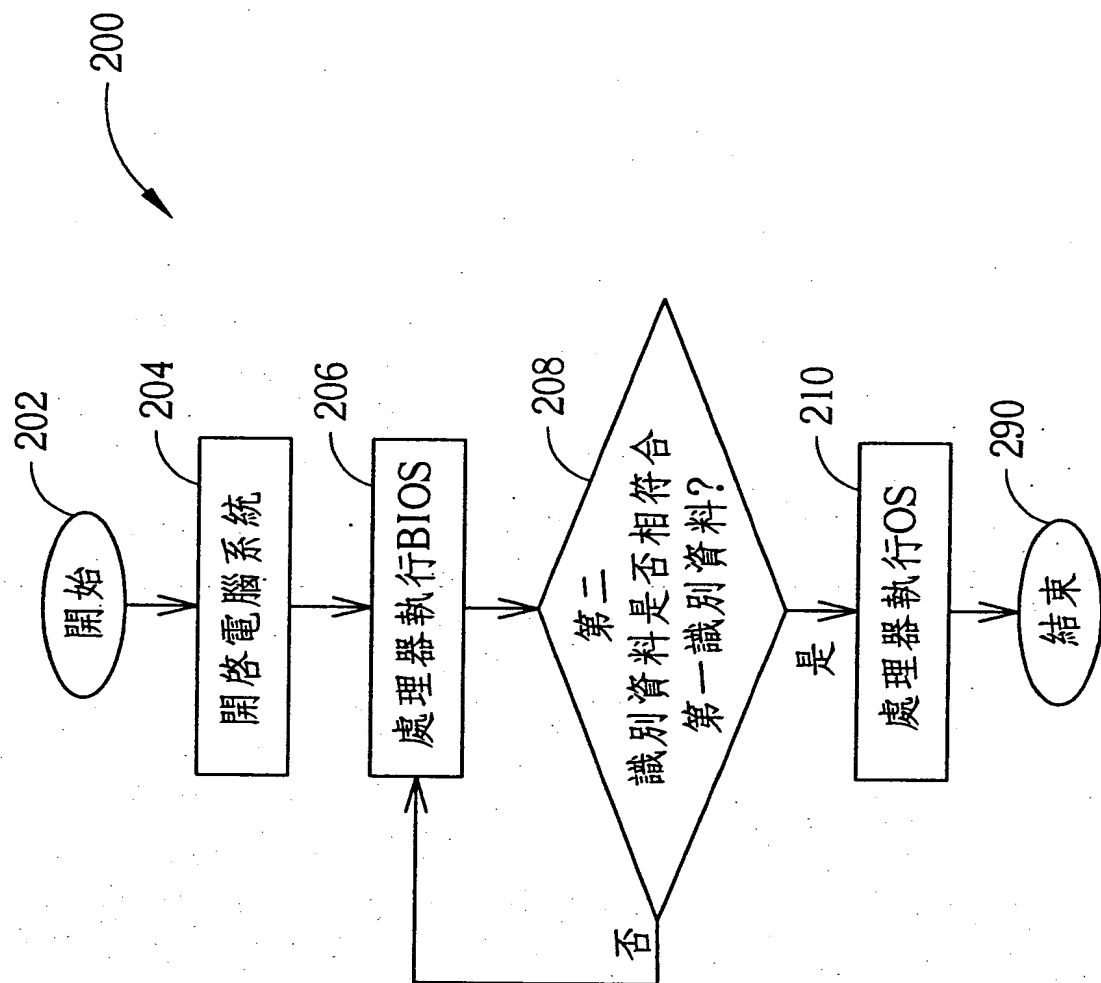 200
開始
202
開啓電腦系統
204
處理器執行BIOS
206
第二
識別資料是否相符合
第一識別資料?
208
否
是
處理器執行OS
210
結束
290